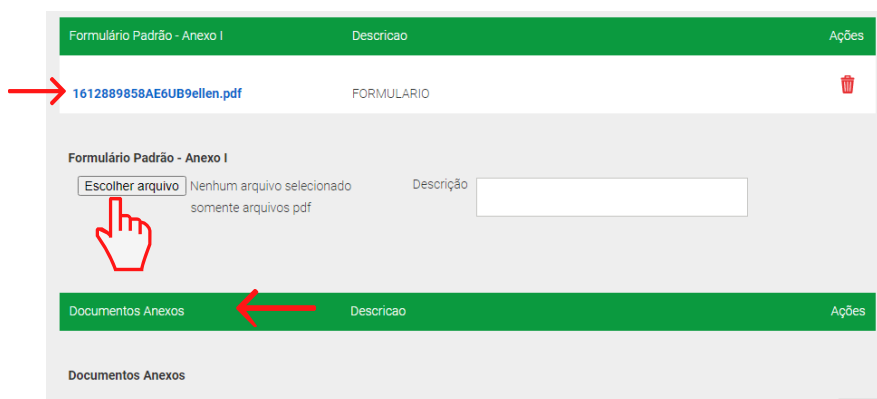 Formulário Padrão - Anexo I Descricao Ações
1612889858AE6UB9ellen.pdf FORMULARIO
Formulário Padrão - Anexo I
Escolher arquivo Nenhum arquivo selecionado Descrição
somente arquivos pdf
Documentos Anexos Descricao Ações
Documentos Anexos